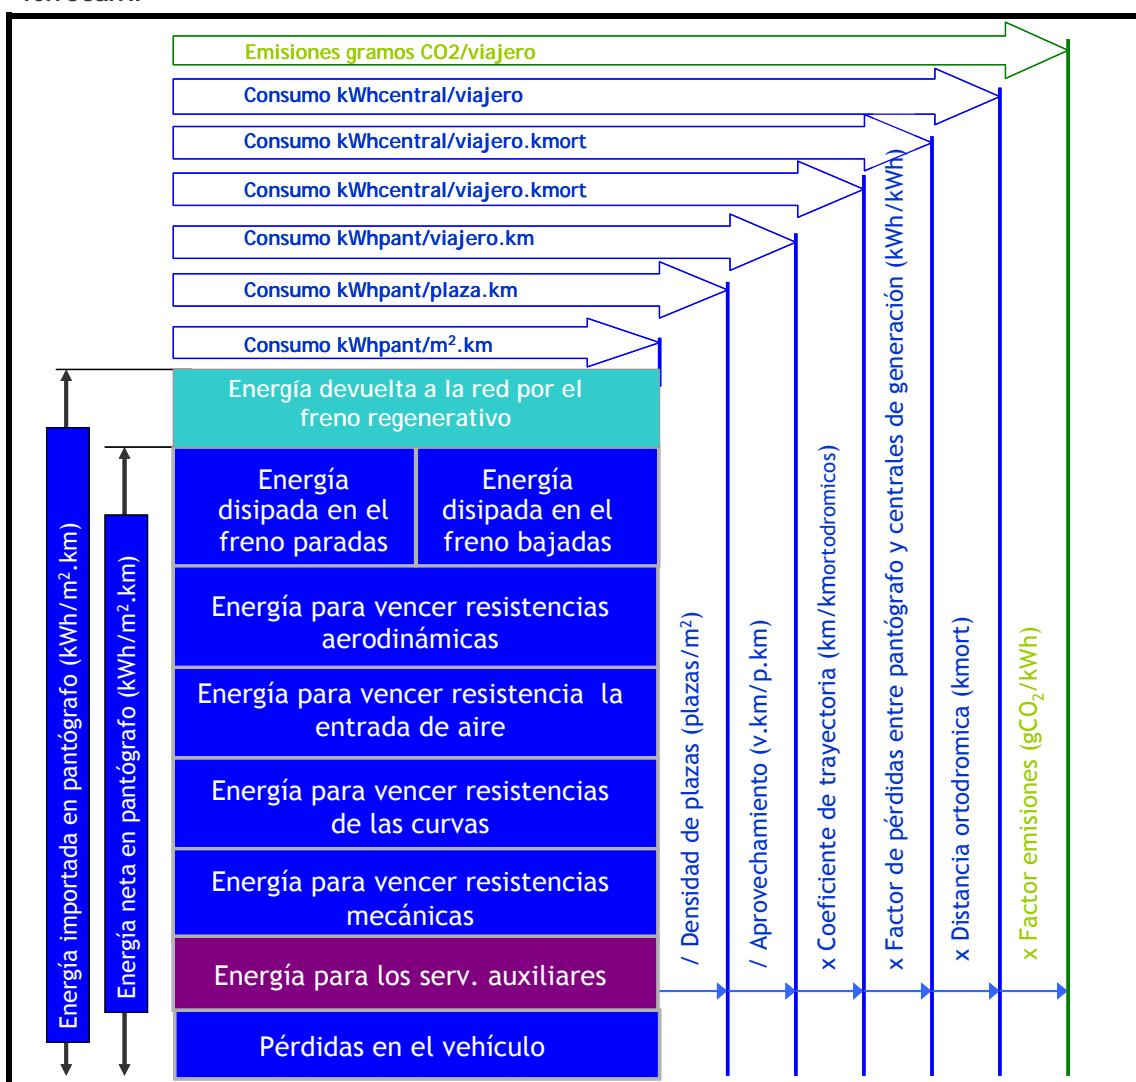 Emisiones gramos CO2/viajero
Consumo kWhcentral/viajero
Consumo kWhcentral/viajero.kmort
Consumo kWhcentral/viajero.kmort
Consumo kWhpant/viajero.km
Consumo kWhpant/plaza.km
Consumo kWhpant/m².km
Energía devuelta a la red por el
freno regenerativo
Energía
disipada en el
freno paradas
Energía
disipada en el
freno bajadas
Energía para vencer resistencias
aerodinámicas
Energía para vencer resistencia la
entrada de aire
Energía para vencer resistencias
de las curvas
Energía para vencer resistencias
mecánicas
Energía para los serv. auxiliares
Pérdidas en el vehículo
Energía importada en pantógrafo (kWh/m².km)
Energía neta en pantógrafo (kWh/m².km)
/ Densidad de plazas (plazas/m²)
/ Aprovechamiento (v.km/p.km)
x Coeficiente de trayectoria (km/kmortodromicos)
x Factor de pérdidas entre pantógrafo y centrales de generación (kWh/kWh)
x Distancia ortodromica (kmort)
x Factor emisiones (gCO₂/kWh)